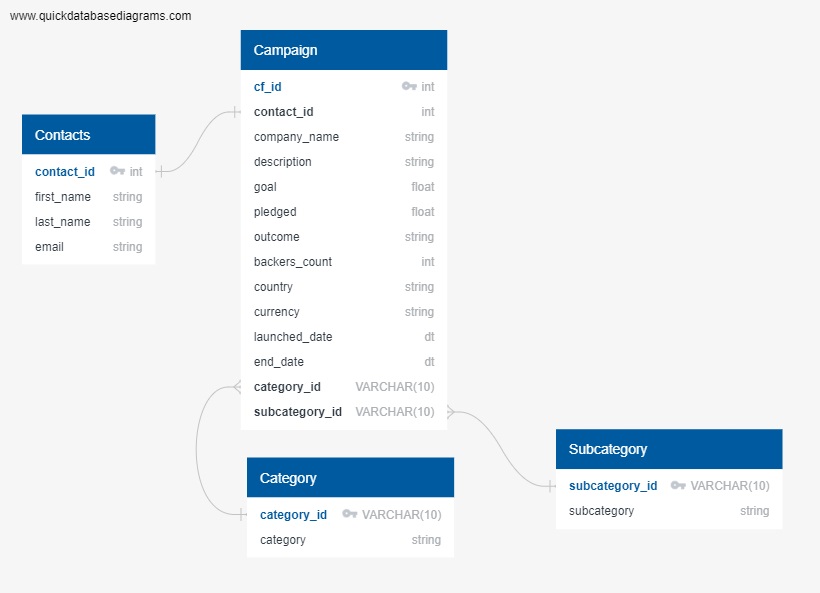 www.quickdatabasediagrams.com
Campaign
cf_id int
contact_id int
company_name string
description string
goal float
pledged float
outcome string
backers_count int
country string
currency string
launched_date dt
end_date dt
category_id VARCHAR(10)
subcategory_id VARCHAR(10)
Contacts
contact_id int
first_name string
last_name string
email string
Category
category_id VARCHAR(10)
category string
Subcategory
subcategory_id VARCHAR(10)
subcategory string